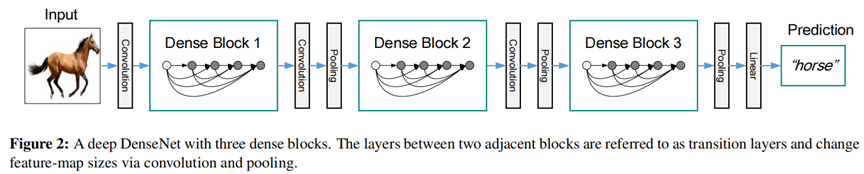 Input
Prediction
Dense Block 1
Dense Block 2
Dense Block 3
Convolution
Convolution
Pooling
Convolution
Pooling
Pooling
Linear
“horse”
Figure 2: A deep DenseNet with three dense blocks. The layers between two adjacent blocks are referred to as transition layers and change
feature-map sizes via convolution and pooling.